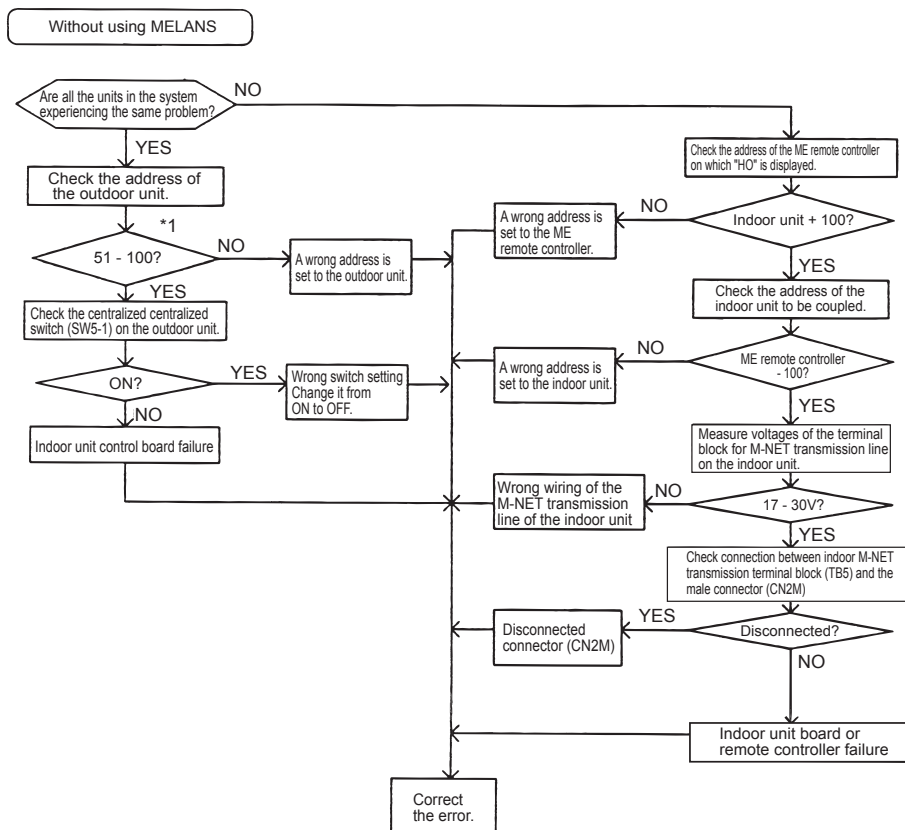 Without using MELANS
Are all the units in the system
experiencing the same problem?
NO
YES
Check the address of
the outdoor unit.
*1
51 - 100?
NO
A wrong address is
set to the outdoor unit.
YES
Check the centralized centralized
switch (SW5-1) on the outdoor unit.
ON?
YES
Wrong switch setting
Change it from
ON to OFF.
NO
Indoor unit control board failure
Check the address of the ME remote controller
on which "HO" is displayed.
Indoor unit + 100?
NO
A wrong address is
set to the ME
remote controller.
YES
Check the address of the
indoor unit to be coupled.
ME remote controller
- 100?
NO
A wrong address is
set to the indoor unit.
YES
Measure voltages of the terminal
block for M-NET transmission line
on the indoor unit.
17 - 30V?
NO
Wrong wiring of the
M-NET transmission
line of the indoor unit
YES
Check connection between indoor M-NET
transmission terminal block (TB5) and the
male connector (CN2M)
Disconnected?
YES
Disconnected
connector (CN2M)
NO
Indoor unit board or
remote controller failure
Correct
the error.